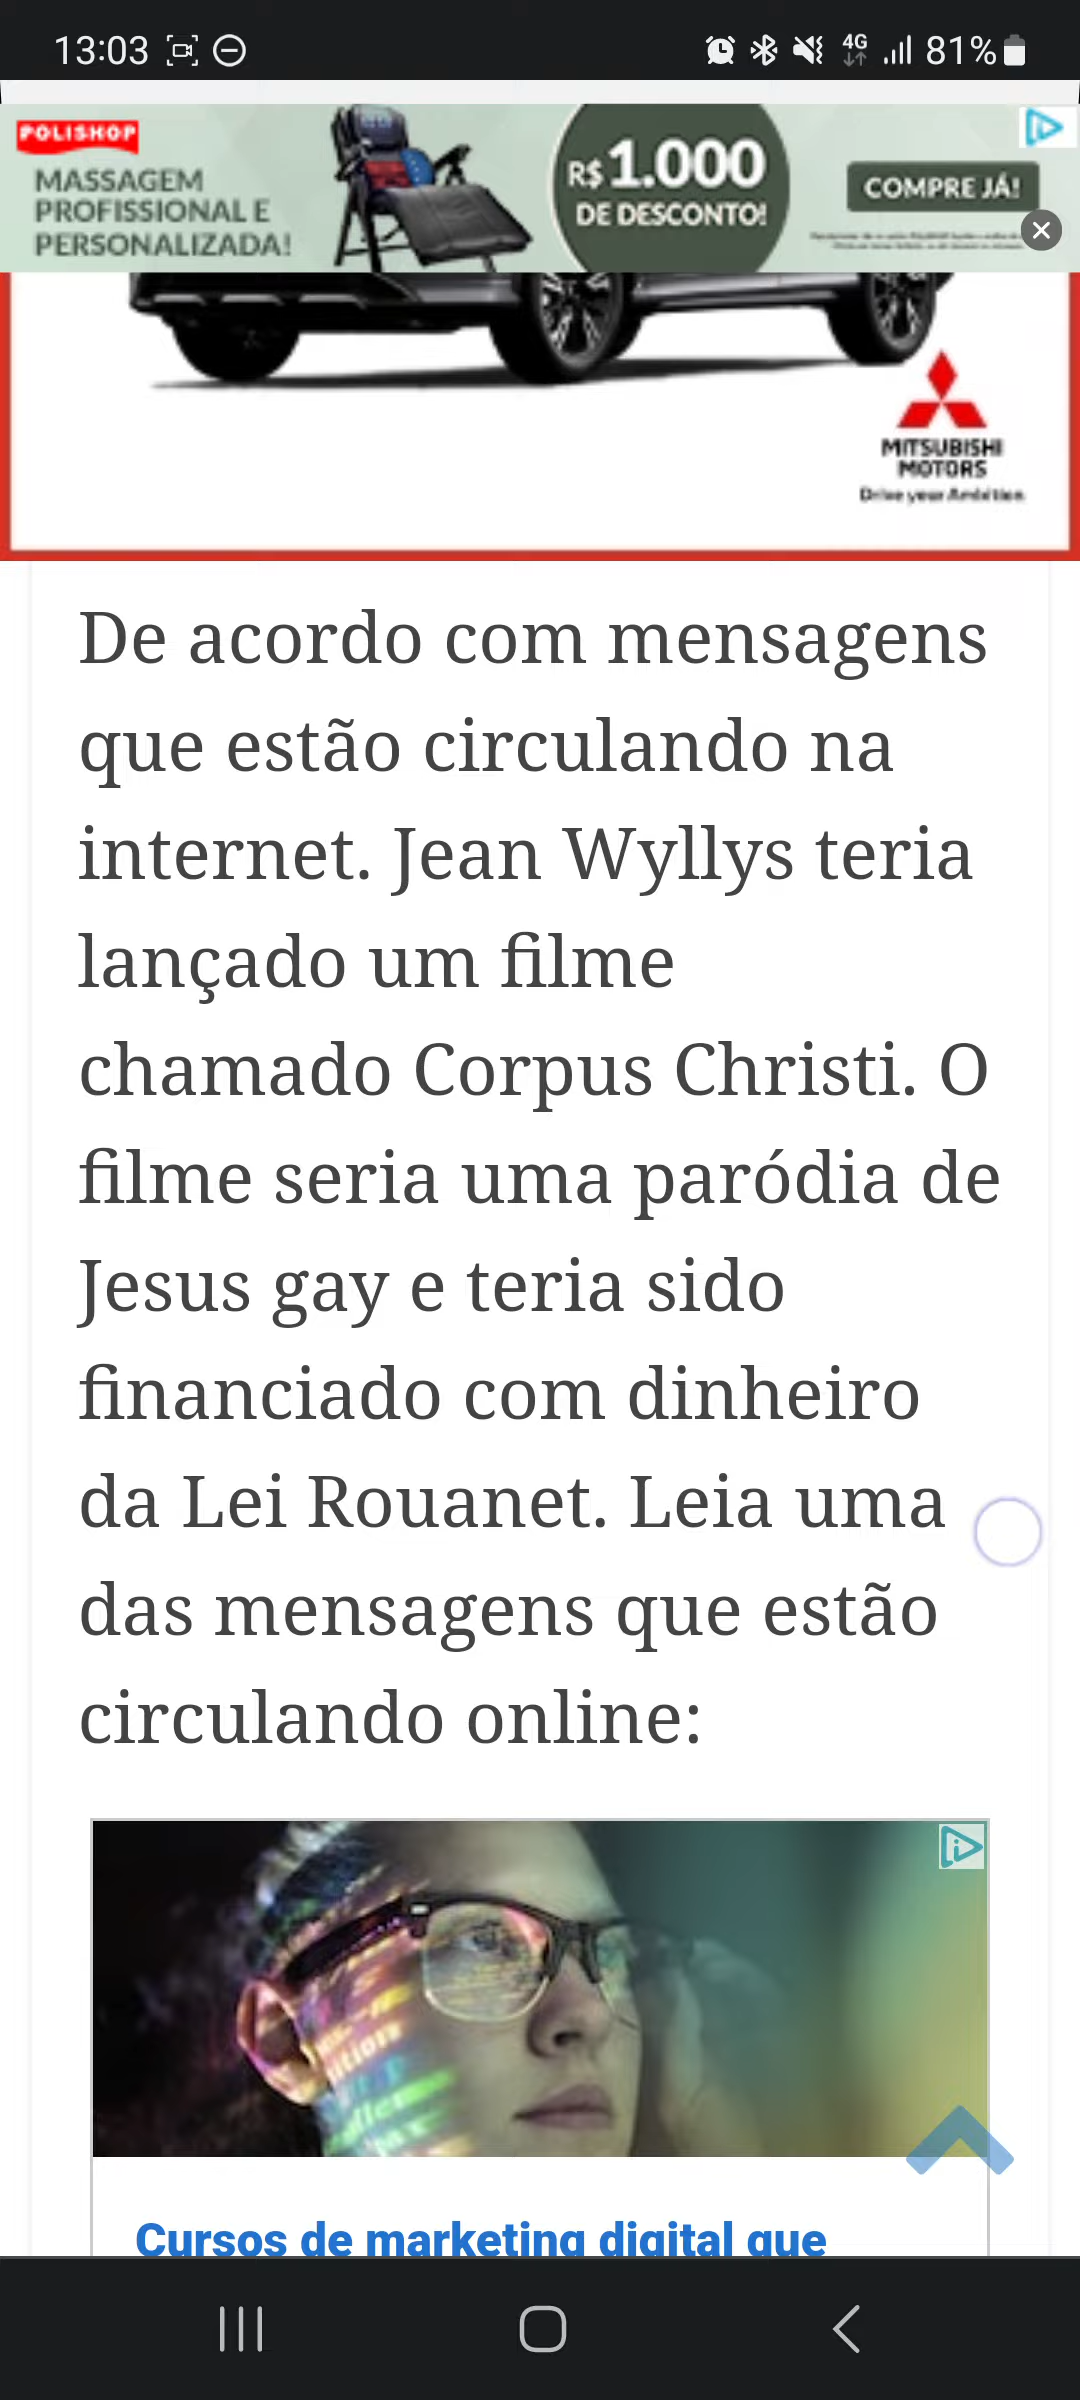 13:03
4G
81%
POLISHOP
MASSAGEM
PROFISSIONAL E
PERSONALIZADA!
R$ 1.000
DE DESCONTO!
COMPRE JÁ!
MITSUBISHI
MOTORS
Drive your Ambition
De acordo com mensagens
que estão circulando na
internet. Jean Wyllys teria
lançado um filme
chamado Corpus Christi. O
filme seria uma paródia de
Jesus gay e teria sido
financiado com dinheiro
da Lei Rouanet. Leia uma
das mensagens que estão
circulando online:
Cursos de marketing digital que